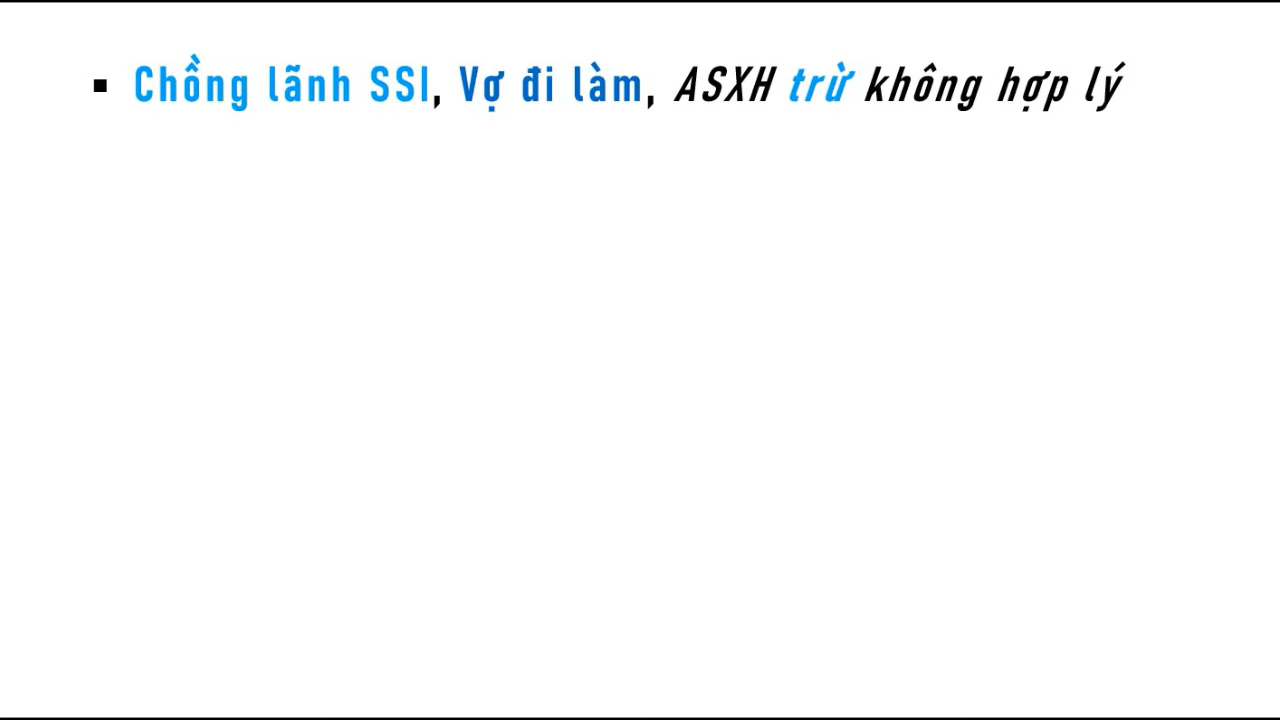 ▪ Chồng lãnh SSI, Vợ đi làm, ASXH trừ không hợp lý